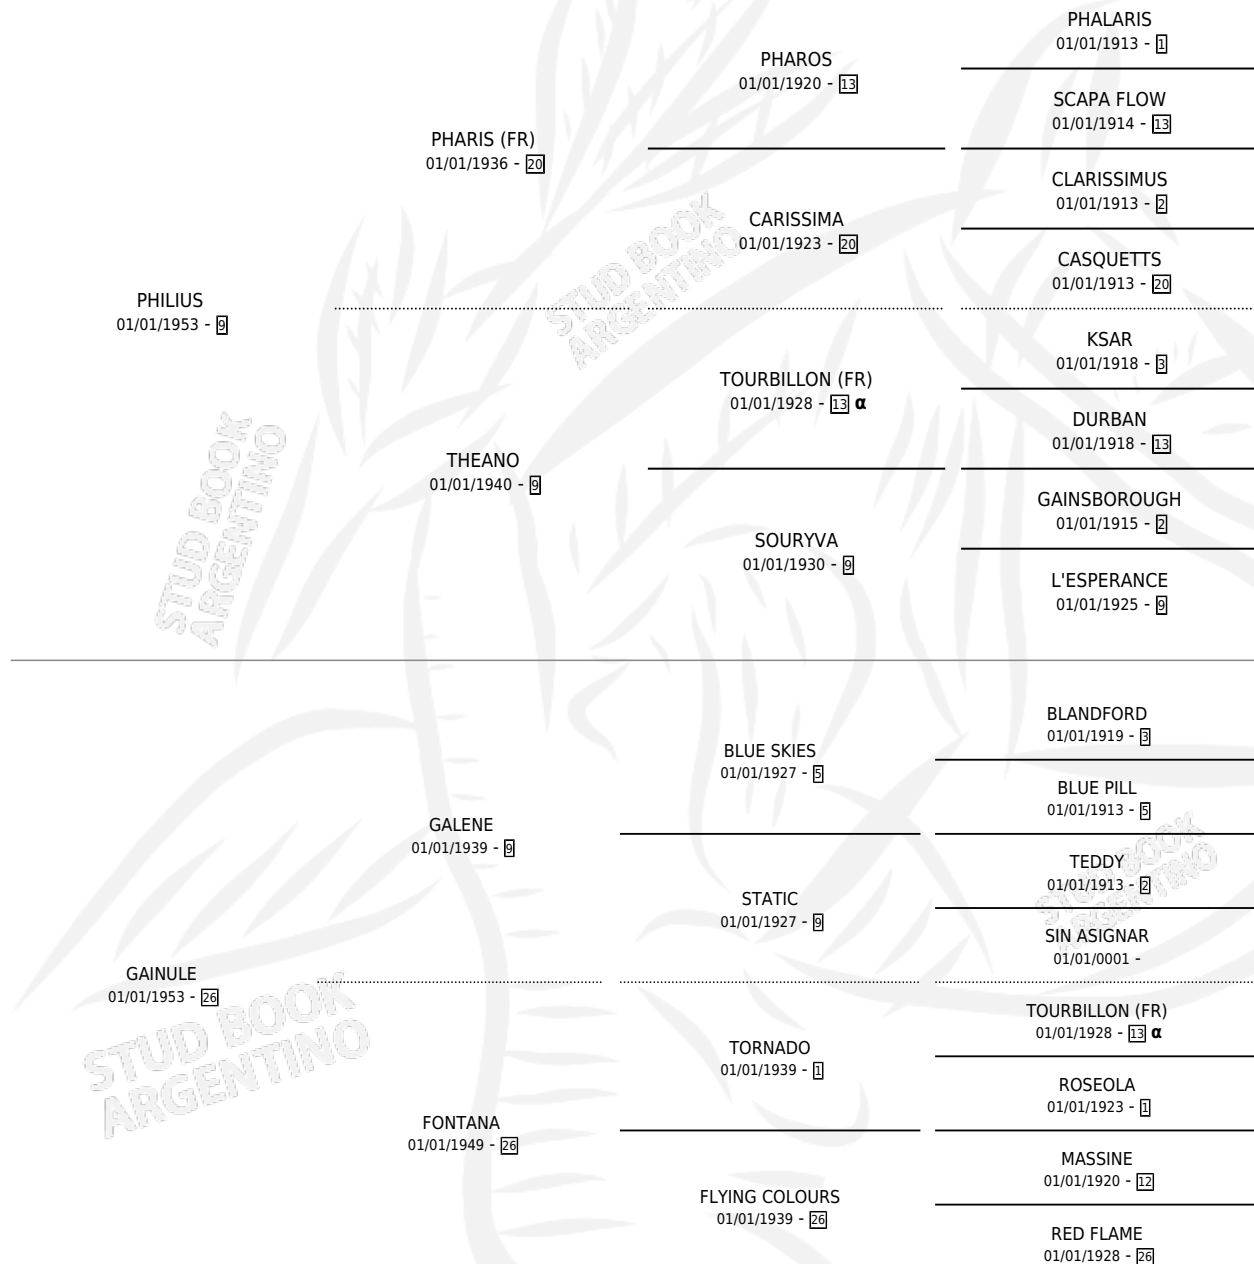 PHALARIS
01/01/1913 - 1
PHAROS
01/01/1920 - 13
SCAPA FLOW
01/01/1914 - 13
PHARIS (FR)
01/01/1936 - 20
CLARISSIMUS
01/01/1913 - 2
CARISSIMA
01/01/1923 - 20
CASQUETTS
01/01/1913 - 20
STUD BOOK
ARGENTINO
PHILIUS
01/01/1953 - 9
KSAR
01/01/1918 - 3
TOURBILLON (FR)
01/01/1928 - 13 α
DURBAN
01/01/1918 - 13
THEANO
01/01/1940 - 9
GAINSBOROUGH
01/01/1915 - 2
SOURYVA
01/01/1930 - 9
L'ESPERANCE
01/01/1925 - 9
STUD BOOK
ARGENTINO
BLANDFORD
01/01/1919 - 3
BLUE SKIES
01/01/1927 - 5
BLUE PILL
01/01/1913 - 5
GALENE
01/01/1939 - 9
TEDDY
01/01/1913 - 2
STATIC
01/01/1927 - 9
SIN ASIGNAR
01/01/0001 -
STUD BOOK
ARGENTINO
GAINULE
01/01/1953 - 26
TOURBILLON (FR)
01/01/1928 - 13 α
TORNADO
01/01/1939 - 1
ROSEOLA
01/01/1923 - 1
FONTANA
01/01/1949 - 26
MASSINE
01/01/1920 - 12
FLYING COLOURS
01/01/1939 - 26
RED FLAME
01/01/1928 - 26
STUD BOOK
ARGENTINO